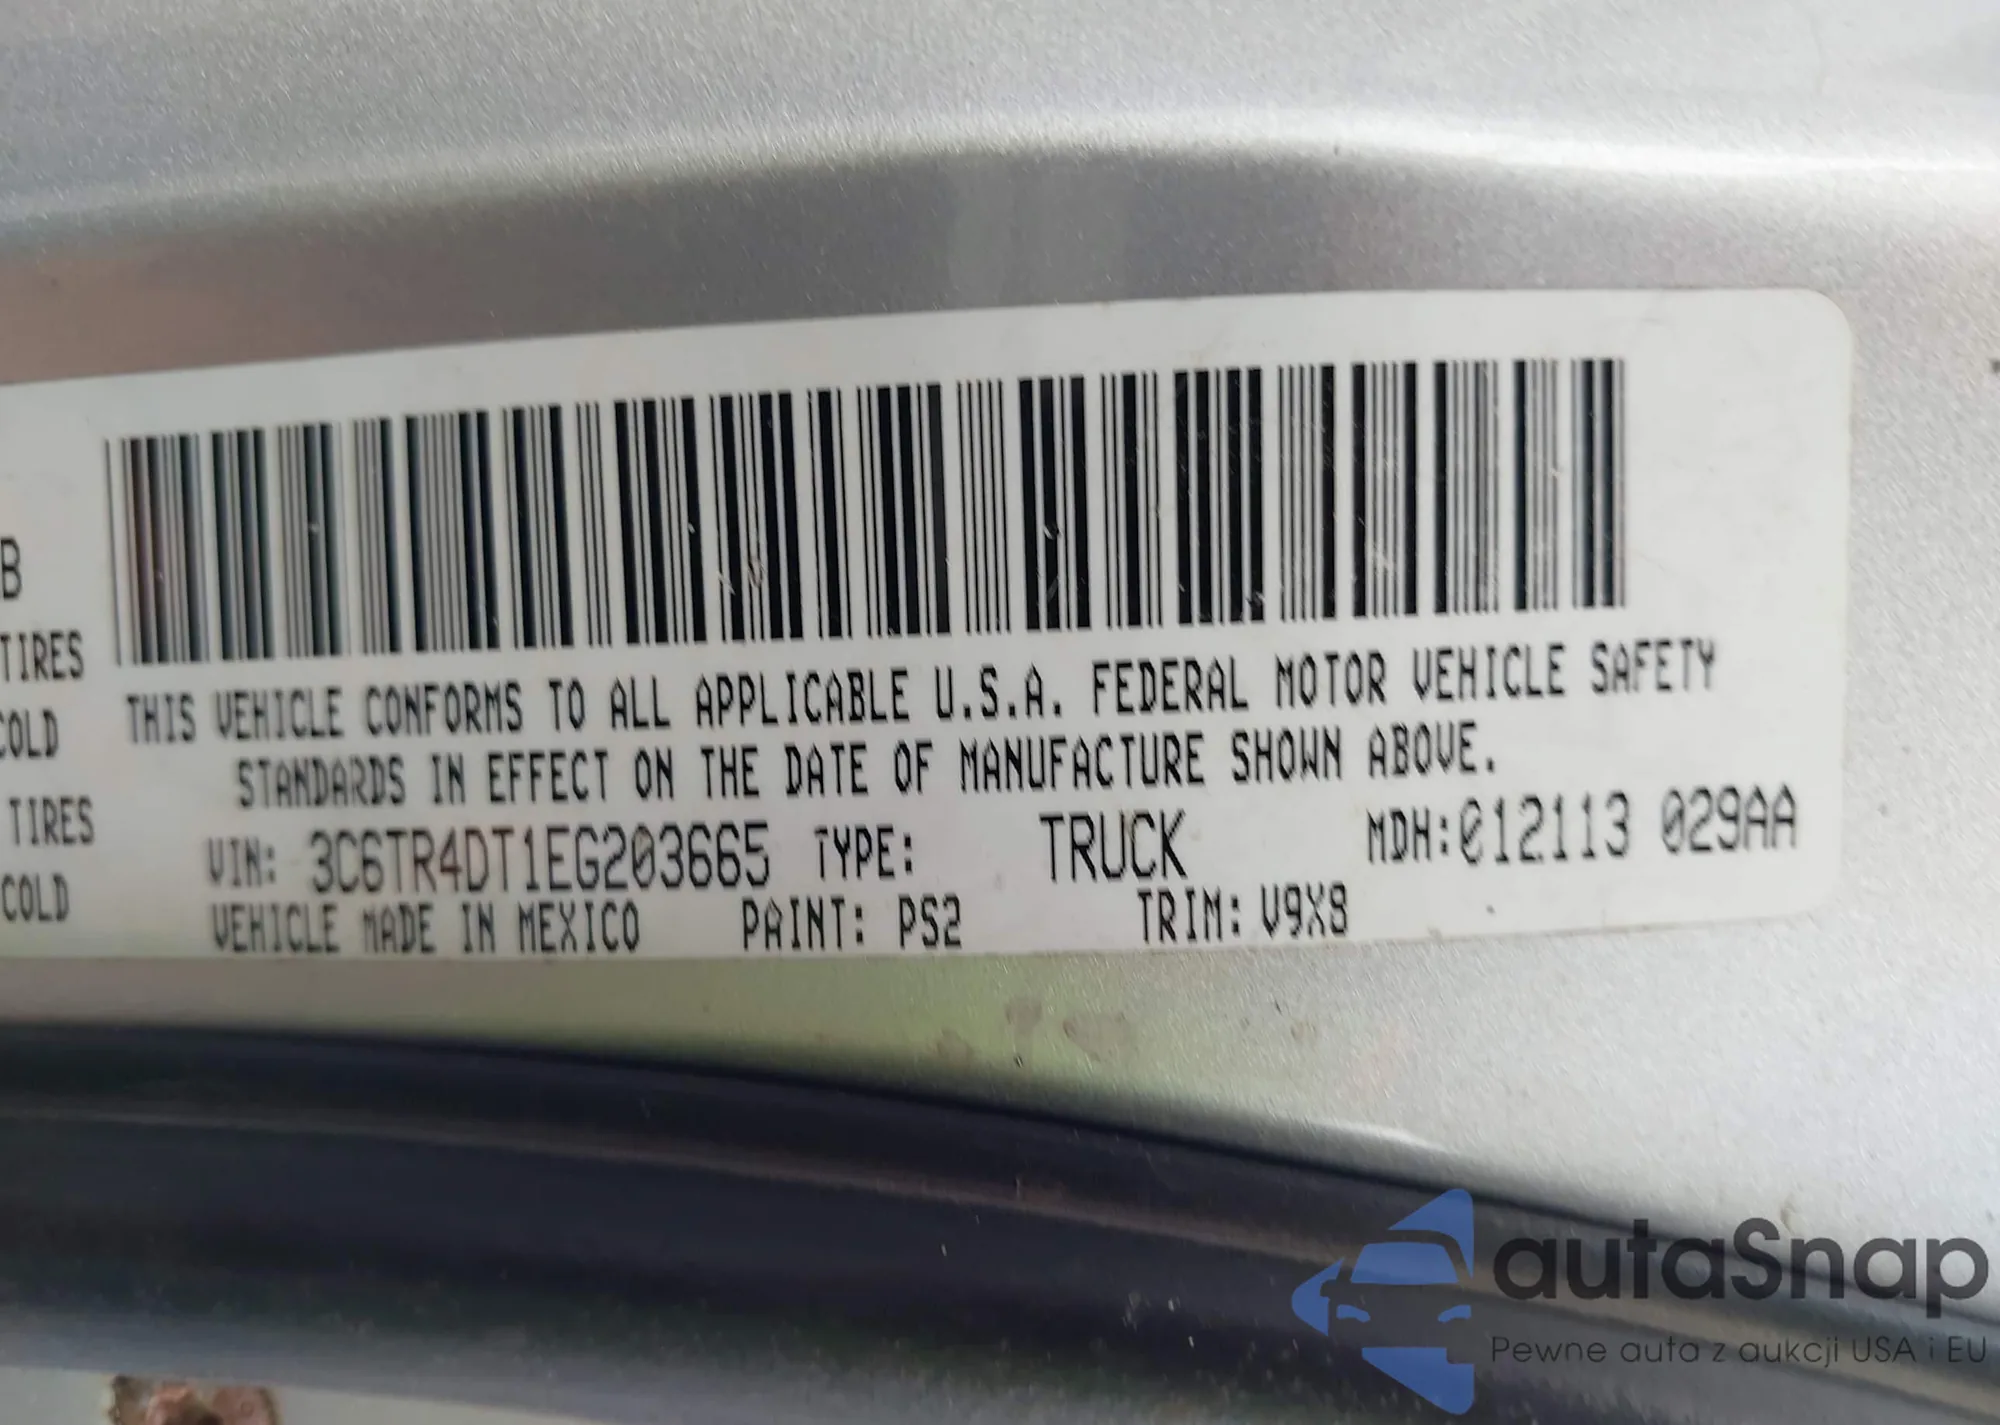 B
TIRES
COLD
TIRES
COLD
THIS VEHICLE CONFORMS TO ALL APPLICABLE U.S.A. FEDERAL MOTOR VEHICLE SAFETY
STANDARDS IN EFFECT ON THE DATE OF MANUFACTURE SHOWN ABOVE.
VIN: 3C6TR4DT1EG203665 TYPE: TRUCK MDH:012113 029AA
VEHICLE MADE IN MEXICO PAINT: PS2 TRIM: V9X8
autaSnap
Pewne auta z aukcji USA i EU